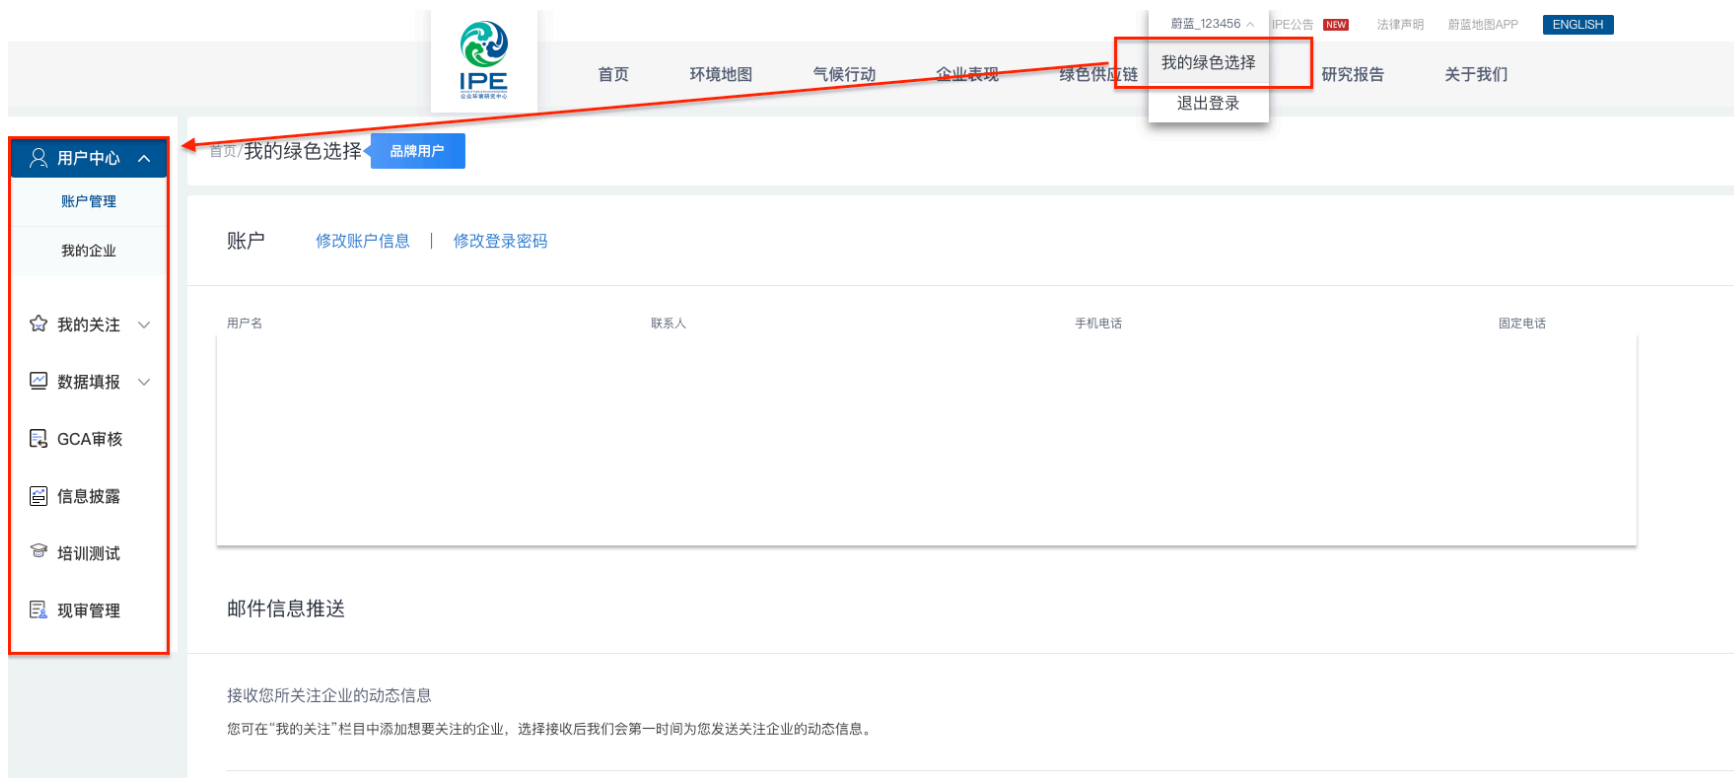 蔚蓝_123456
IPE公告 NEW
法律声明
蔚蓝地图APP
ENGLISH
IPE
公众环境研究中心
首页
环境地图
气候行动
企业表现
绿色供应链
我的绿色选择
退出登录
研究报告
关于我们
用户中心
账户管理
我的企业
我的关注
数据填报
GCA审核
信息披露
培训测试
现审管理
首页/我的绿色选择 品牌用户
账户 修改账户信息 | 修改登录密码
用户名 联系人 手机电话 固定电话
邮件信息推送
接收您所关注企业的动态信息
您可在“我的关注”栏目中添加想要关注的企业，选择接收后我们会第一时间为您发送关注企业的动态信息。